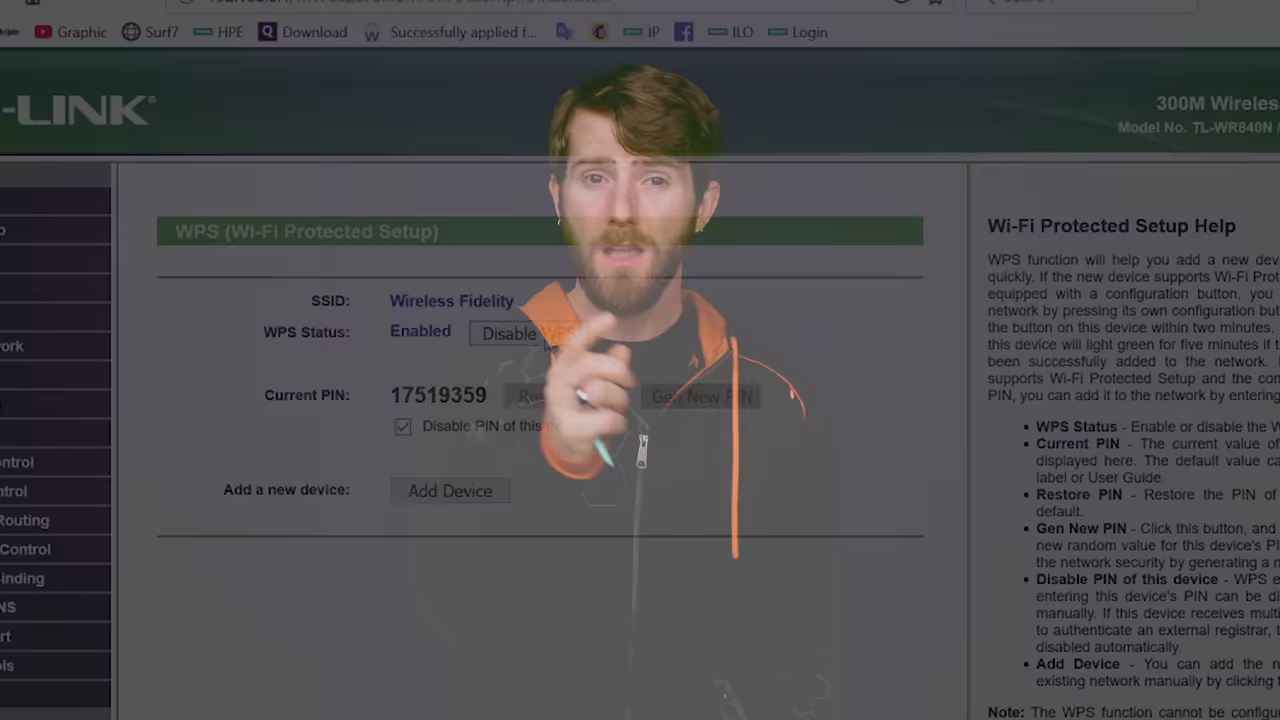 Graphic Surf7 HPE Download Successfully applied f... IP ILO Login
-LINK®
300M Wireles
Model No. TL-WR840N
WPS (Wi-Fi Protected Setup)
SSID: Wireless Fidelity
WPS Status: Enabled Disable WPS
Current PIN: 17519359 Gen New PIN
Disable PIN of this
Add a new device: Add Device
ork
ntrol
trol
Routing
Control
inding
NS
rt
ols
Wi-Fi Protected Setup Help
WPS function will help you add a new dev
quickly. If the new device supports Wi-Fi Prot
equipped with a configuration button, you
network by pressing its own configuration but
the button on this device within two minutes.
this device will light green for five minutes if t
been successfully added to the network.
supports Wi-Fi Protected Setup and the con
PIN, you can add it to the network by entering
• WPS Status - Enable or disable the W
• Current PIN - The current value of
displayed here. The default value ca
label or User Guide.
• Restore PIN - Restore the PIN of
default.
• Gen New PIN - Click this button, and
new random value for this device's PI
the network security by generating a n
• Disable PIN of this device - WPS e
entering this device's PIN can be di
manually. If this device receives multi
to authenticate an external registrar, t
disabled automatically.
• Add Device - You can add the n
existing network manually by clicking t
Note: The WPS function cannot be configu